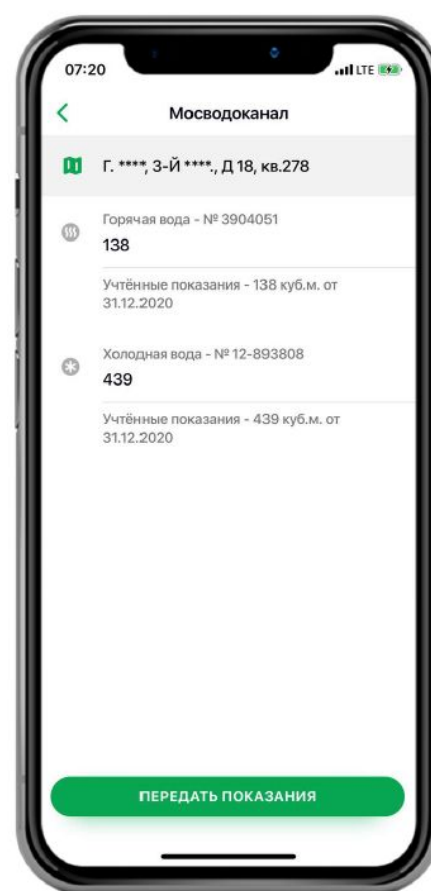 07:20 LTE
Мосводоканал
Г. ****, 3-Й ****., Д 18, кв.278
Горячая вода - № 3904051
138
Учтённые показания - 138 куб.м. от
31.12.2020
Холодная вода - № 12-893808
439
Учтённые показания - 439 куб.м. от
31.12.2020
ПЕРЕДАТЬ ПОКАЗАНИЯ